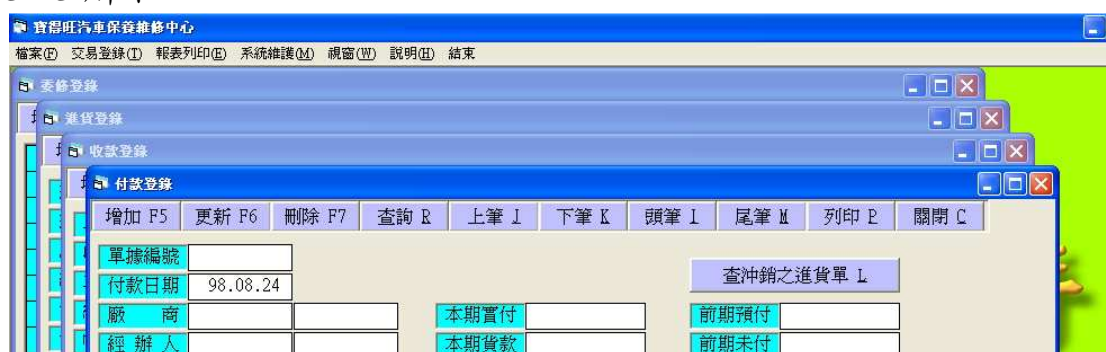 寶得旺汽車保養維修中心
檔案(F) 交易登錄(T) 報表列印(E) 系統維護(M) 視窗(W) 說明(H) 結束
委修登錄
進貨登錄
收款登錄
付款登錄
增加 F5 更新 F6 刪除 F7 查詢 R 上筆 J 下筆 K 頭筆 I 尾筆 M 列印 P 關閉 C
單據編號
查沖銷之進貨單 L
付款日期 98.08.24
廠 商 本期實付 前期預付
經 辦 人 本期貨款 前期未付